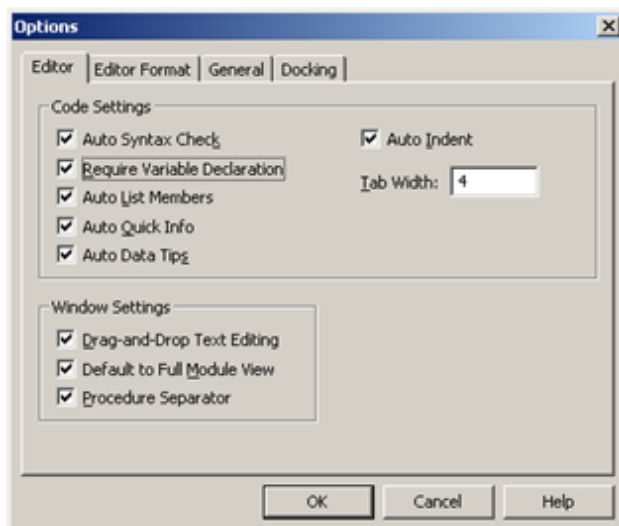 Options
Editor Editor Format General Docking
Code Settings
Auto Syntax Check
Require Variable Declaration
Auto List Members
Auto Quick Info
Auto Data Tips
Auto Indent
Tab Width: 4
Window Settings
Drag-and-Drop Text Editing
Default to Full Module View
Procedure Separator
OK Cancel Help